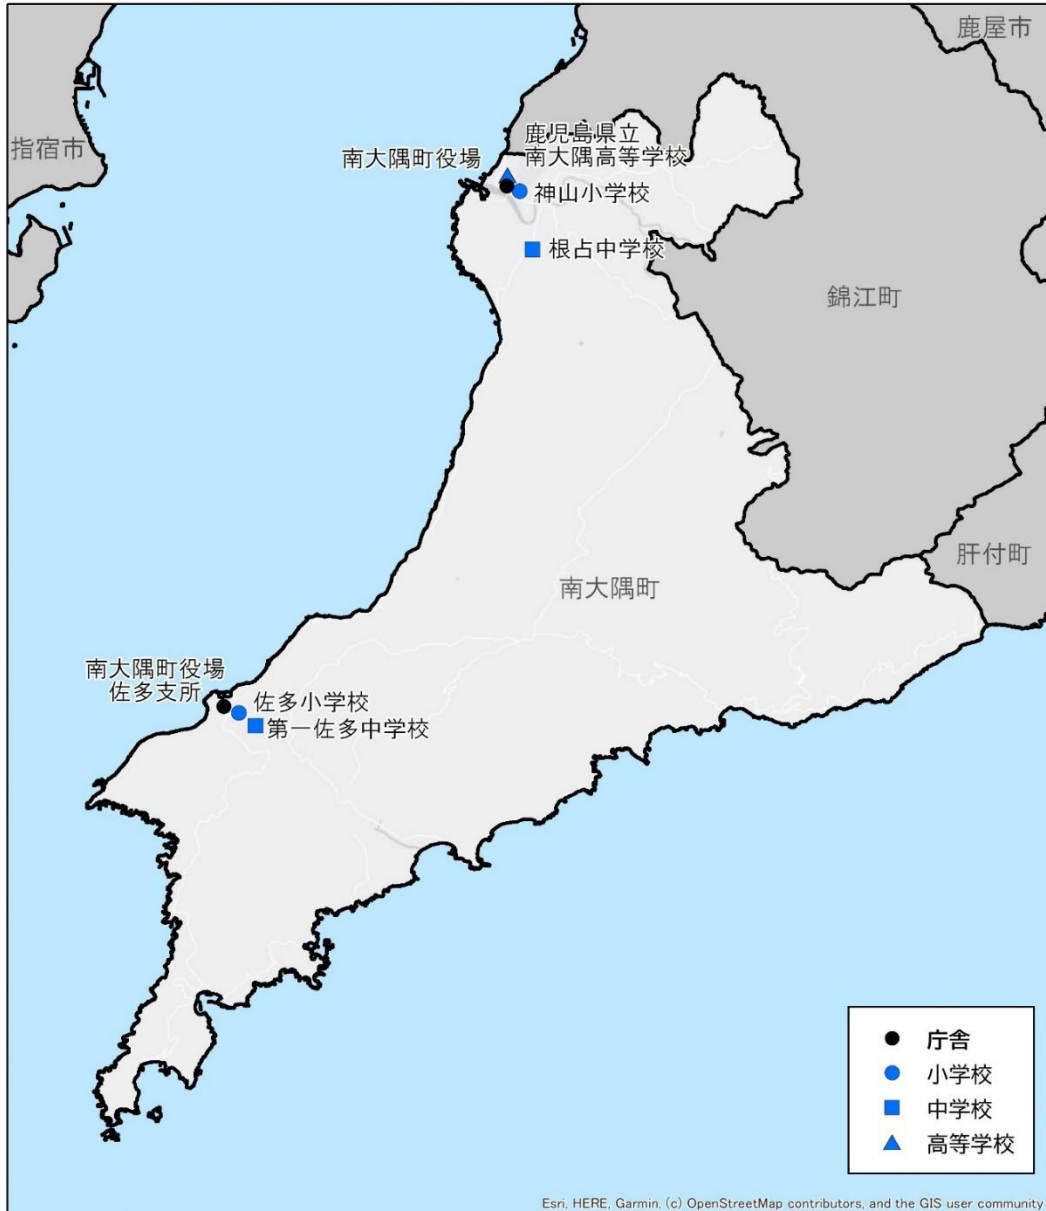 鹿屋市
指宿市
南大隅町役場
鹿児島県立
南大隅高等学校
神山小学校
根占中学校
錦江町
肝付町
南大隅町
南大隅町役場
佐多支所
佐多小学校
第一佐多中学校
庁舎
小学校
中学校
高等学校
Esri, HERE, Garmin, (c) OpenStreetMap contributors, and the GIS user community